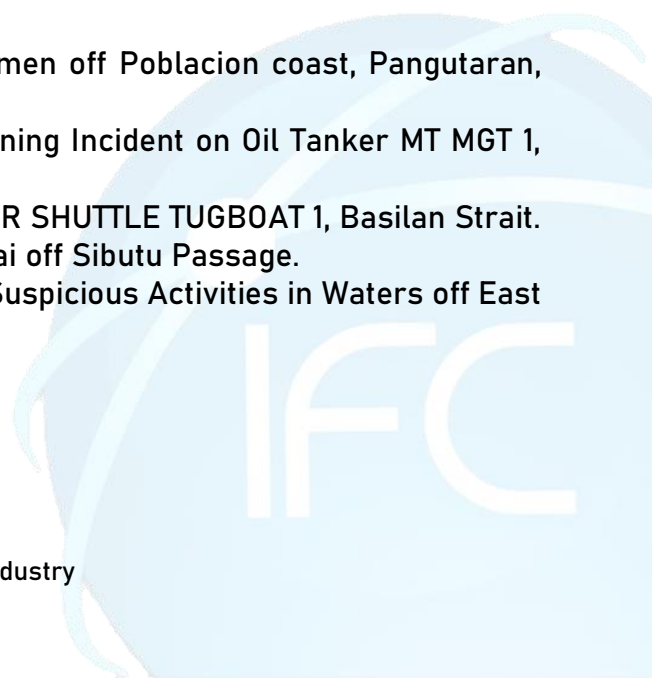 men off Poblacion coast, Pangutaran,
ning Incident on Oil Tanker MT MGT 1,
R SHUTTLE TUGBOAT 1, Basilan Strait.
ai off Sibutu Passage.
Suspicious Activities in Waters off East
IFC
dustry